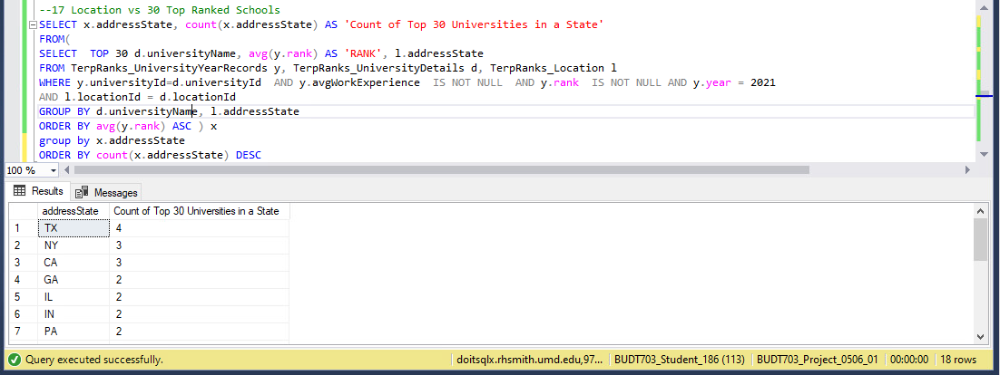 --17 Location vs 30 Top Ranked Schools
SELECT x.addressState, count(x.addressState) AS 'Count of Top 30 Universities in a State'
FROM(
SELECT  TOP 30 d.universityName, avg(y.rank) AS 'RANK', l.addressState
FROM TerpRanks_UniversityYearRecords y, TerpRanks_UniversityDetails d, TerpRanks_Location l
WHERE y.universityId=d.universityId  AND y.avgWorkExperience  IS NOT NULL  AND y.rank  IS NOT NULL AND y.year = 2021
AND l.locationId = d.locationId
GROUP BY d.universityName, l.addressState
ORDER BY avg(y.rank) ASC ) x
group by x.addressState
ORDER BY count(x.addressState) DESC
100 %
Results Messages
addressState Count of Top 30 Universities in a State
1 TX 4
2 NY 3
3 CA 3
4 GA 2
5 IL 2
6 IN 2
7 PA 2
Query executed successfully. doitsqlx.rhsmith.umd.edu,97... BUDT703_Student_186 (113) BUDT703_Project_0506_01 00:00:00 18 rows